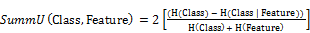 SummU (Class, Feature) = 2 [ (H(Class) − H(Class | Feature)) / H(Class) + H(Feature) ]